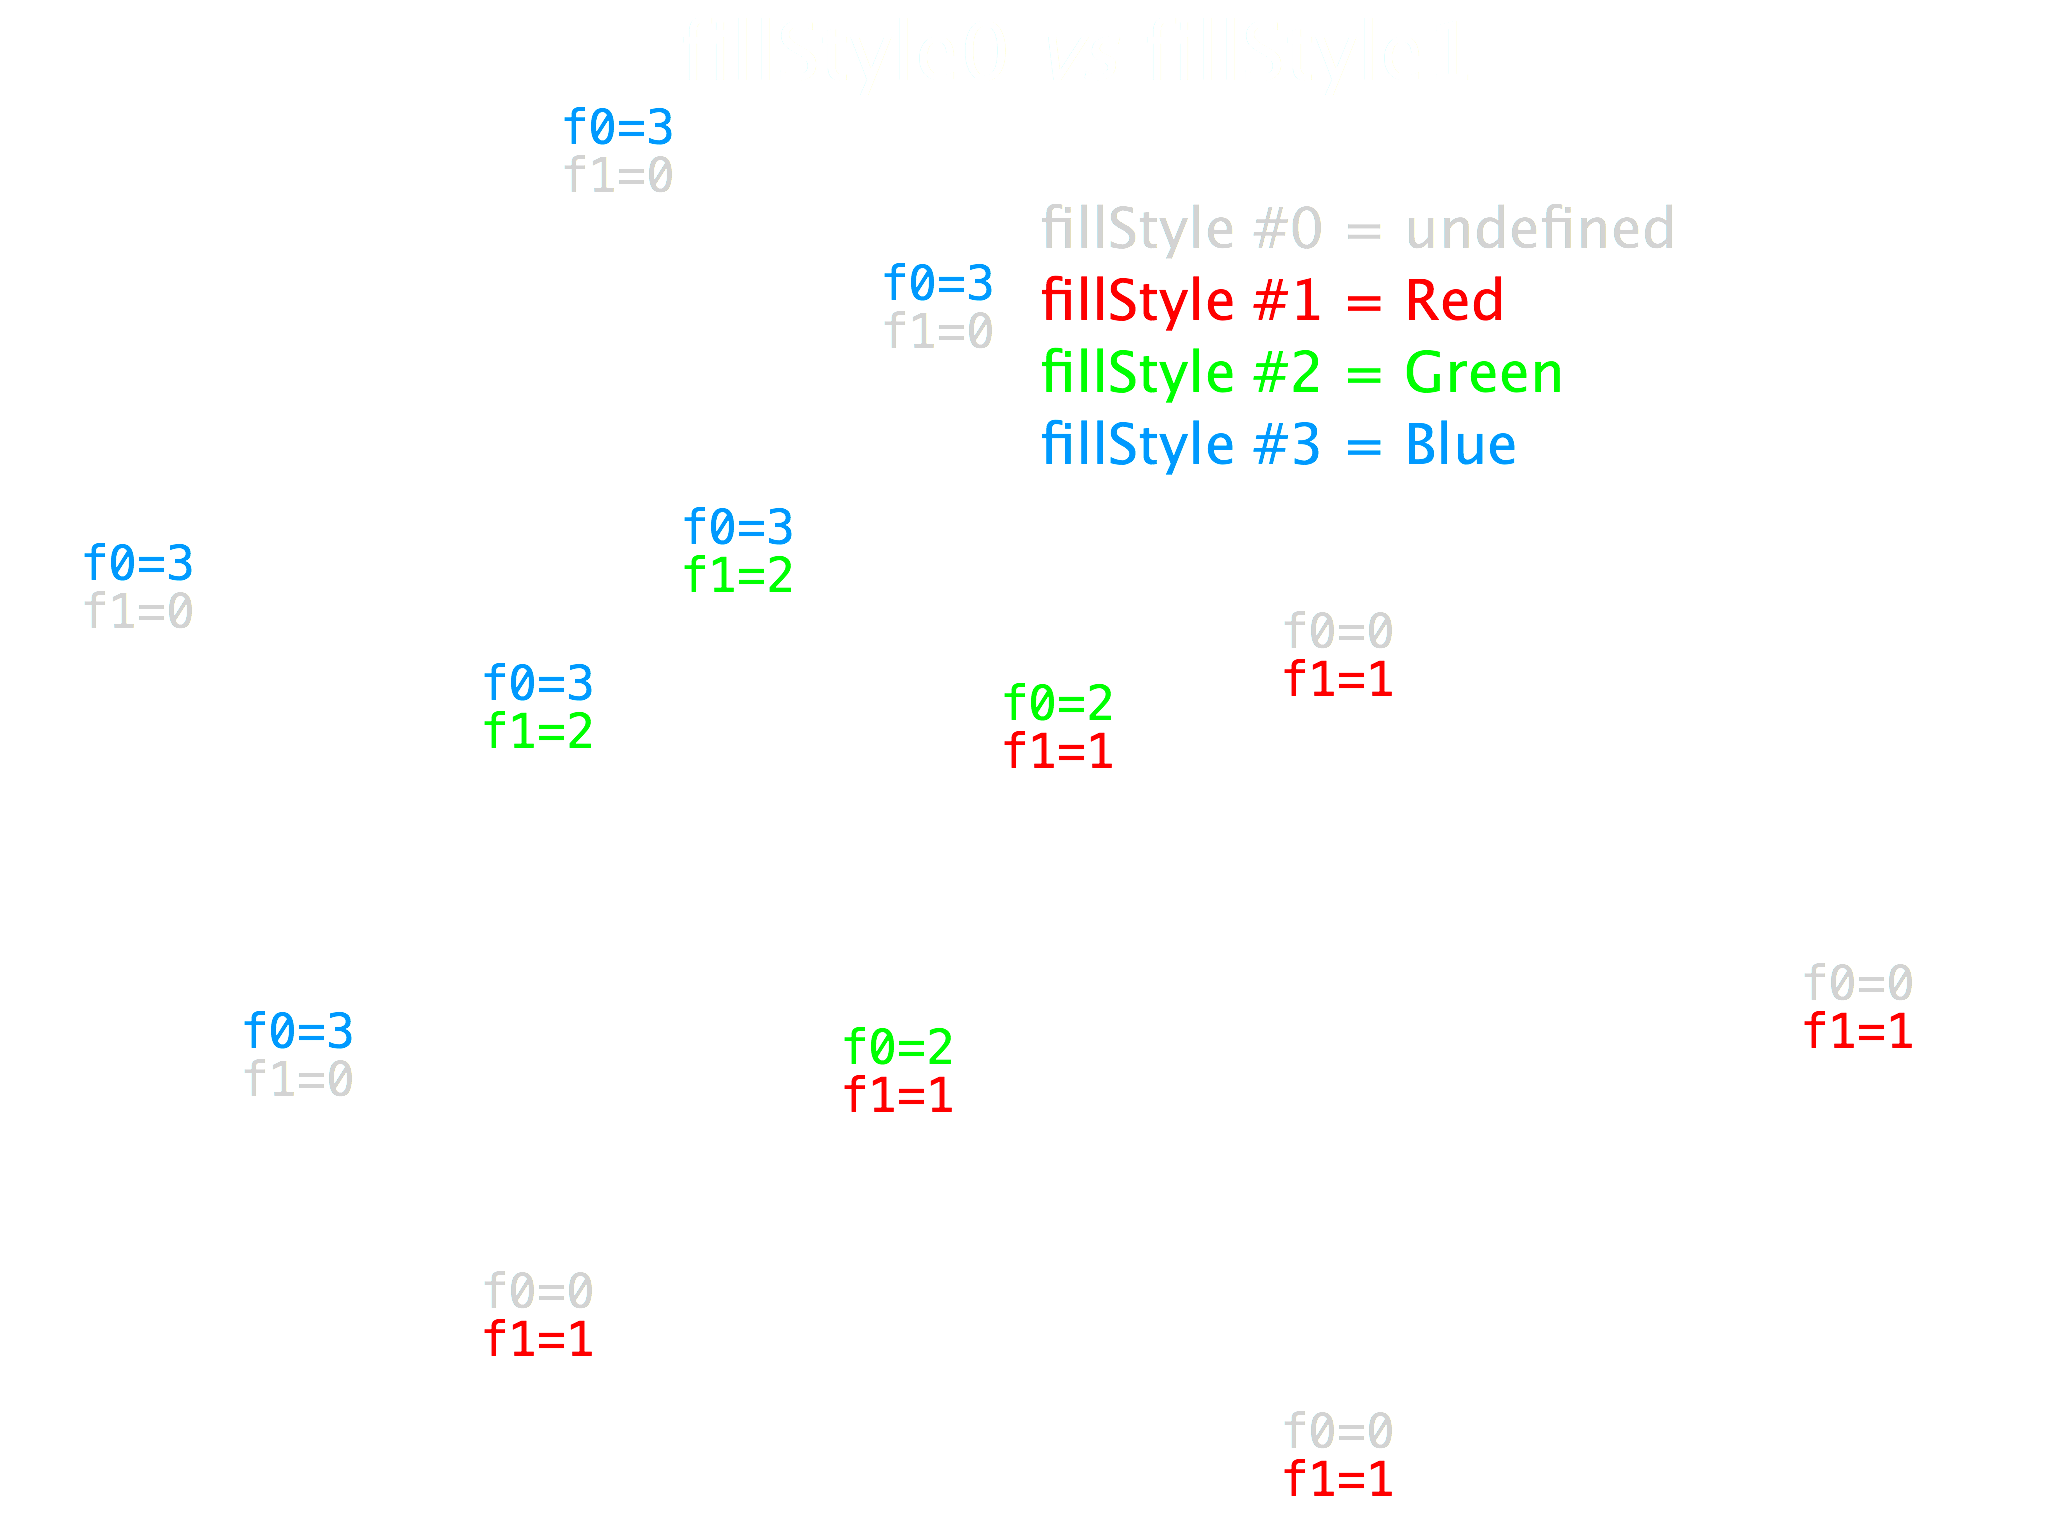 f0=3
f1=0
fillStyle #0 = undefined
f0=3
f1=0
fillStyle #1 = Red
fillStyle #2 = Green
fillStyle #3 = Blue
f0=3
f1=2
f0=3
f1=0
f0=0
f1=1
f0=3
f1=2
f0=2
f1=1
f0=0
f1=1
f0=3
f1=0
f0=2
f1=1
f0=0
f1=1
f0=0
f1=1